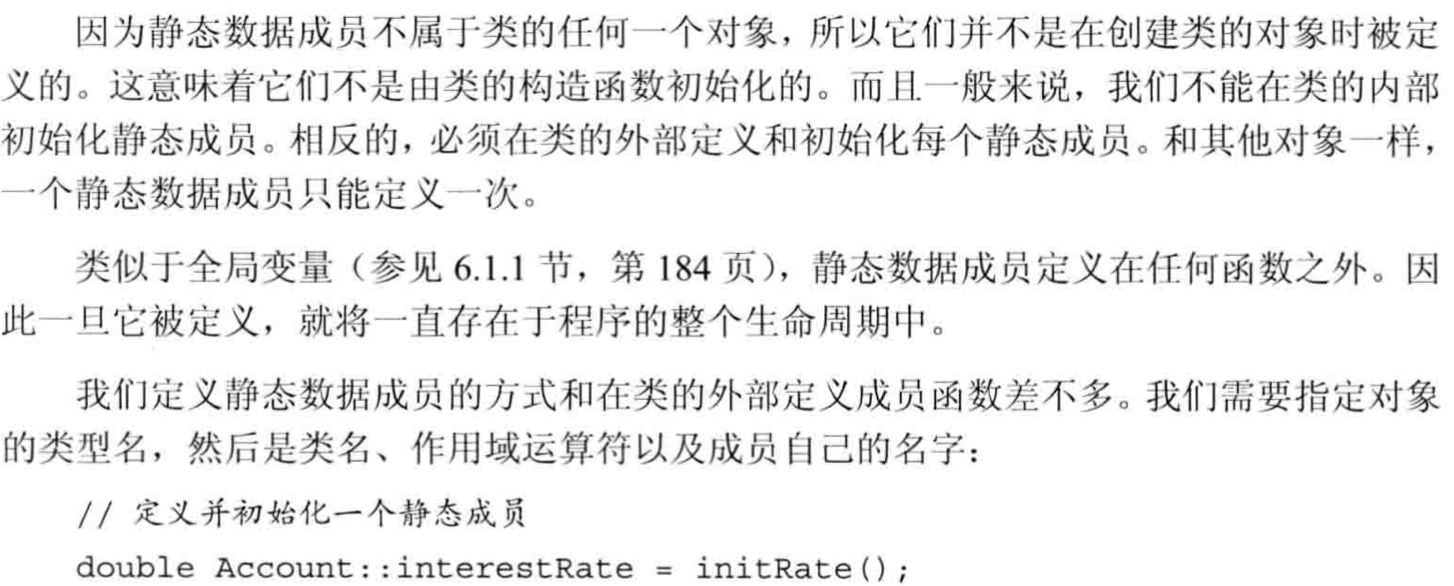 因为静态数据成员不属于类的任何一个对象，所以它们并不是在创建类的对象时被定
义的。这意味着它们不是由类的构造函数初始化的。而且一般来说，我们不能在类的内部
初始化静态成员。相反的，必须在类的外部定义和初始化每个静态成员。和其他对象一样，
一个静态数据成员只能定义一次。
类似于全局变量（参见 6.1.1 节，第 184 页），静态数据成员定义在任何函数之外。因
此一旦它被定义，就将一直存在于程序的整个生命周期中。
我们定义静态数据成员的方式和在类的外部定义成员函数差不多。我们需要指定对象
的类型名，然后是类名、作用域运算符以及成员自己的名字：
// 定义并初始化一个静态成员
double Account::interestRate = initRate();